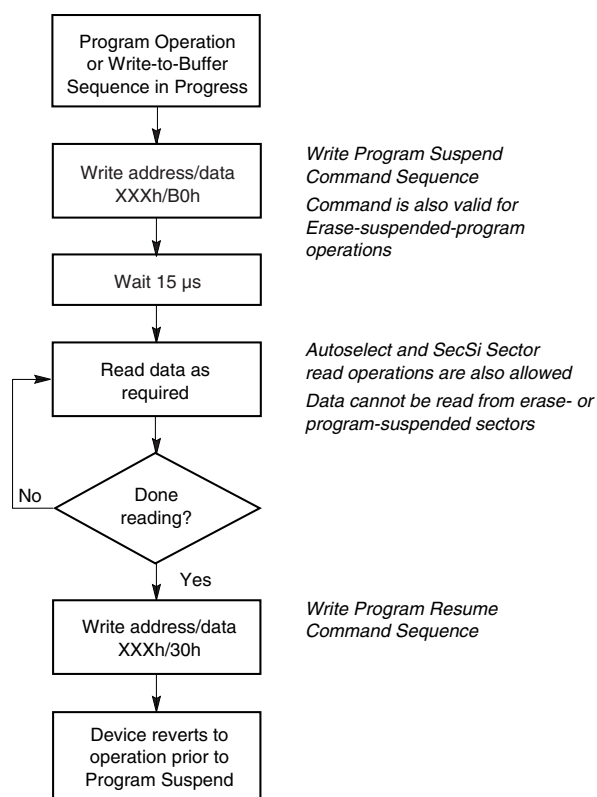 Program Operation
or Write-to-Buffer
Sequence in Progress
Write address/data
XXXh/B0h
Write Program Suspend
Command Sequence
Command is also valid for
Erase-suspended-program
operations
Wait 15 µs
Read data as
required
Autoselect and SecSi Sector
read operations are also allowed
Data cannot be read from erase- or
program-suspended sectors
No
Done
reading?
Yes
Write address/data
XXXh/30h
Write Program Resume
Command Sequence
Device reverts to
operation prior to
Program Suspend